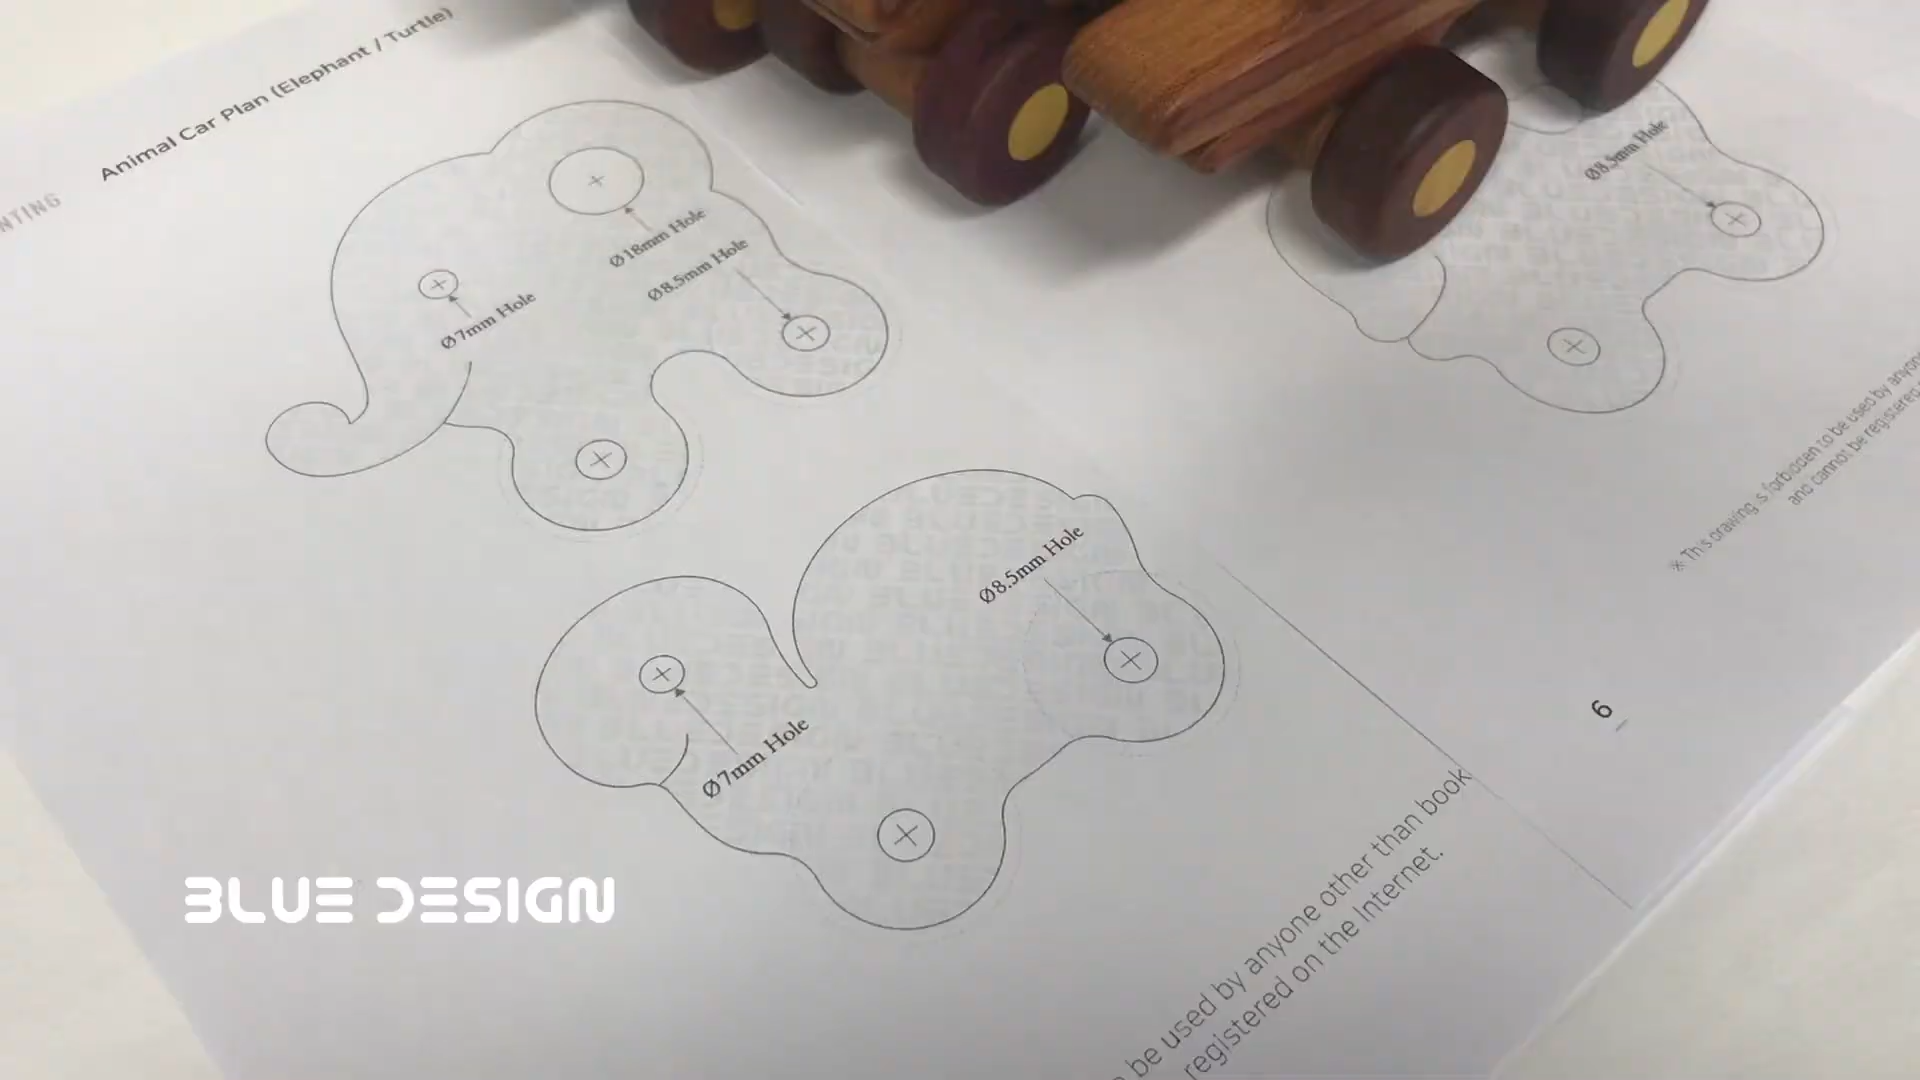 NTING
Animal Car Plan (Elephant / Turtle)
Ø18mm Hole
Ø8.5mm Hole
Ø7mm Hole
Ø8.5mm Hole
Ø8.5mm Hole
Ø7mm Hole
※ This drawing is forbidden to be used by anyone
and cannot be registered
6
be used by anyone other than book
registered on the Internet.
BLUE DESIGN